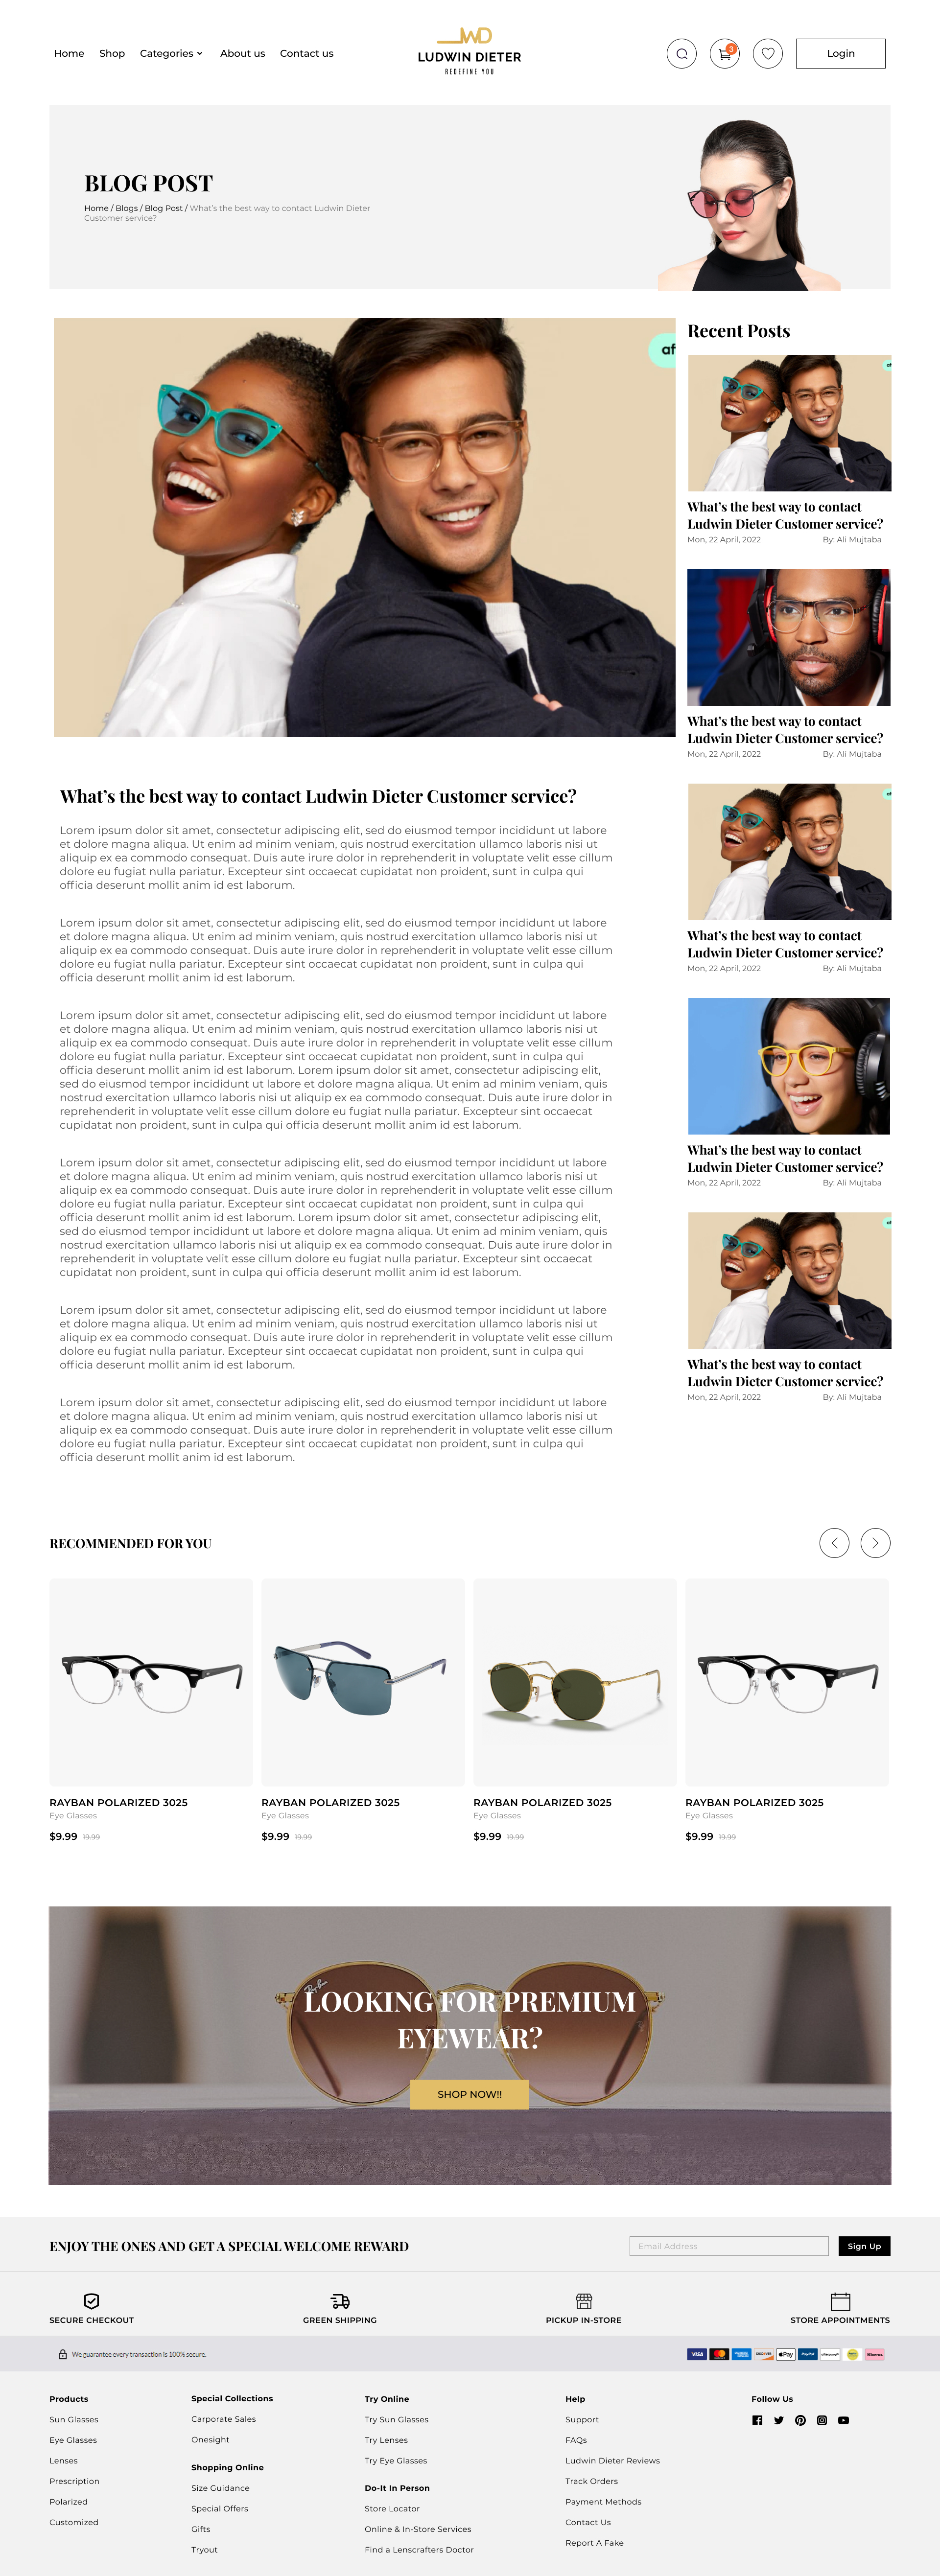 Home Shop Categories About us Contact us
WD
LUDWIN DIETER
REDEFINE YOU
3
Login
BLOG POST
Home / Blogs / Blog Post / What's the best way to contact Ludwin Dieter
Customer service?
af
Recent Posts
af
What's the best way to contact
Ludwin Dieter Customer service?
Mon, 22 April, 2022 By: Ali Mujtaba
What's the best way to contact
Ludwin Dieter Customer service?
Mon, 22 April, 2022 By: Ali Mujtaba
af
What's the best way to contact
Ludwin Dieter Customer service?
Mon, 22 April, 2022 By: Ali Mujtaba
What's the best way to contact
Ludwin Dieter Customer service?
Mon, 22 April, 2022 By: Ali Mujtaba
af
What's the best way to contact
Ludwin Dieter Customer service?
Mon, 22 April, 2022 By: Ali Mujtaba
What's the best way to contact Ludwin Dieter Customer service?
Lorem ipsum dolor sit amet, consectetur adipiscing elit, sed do eiusmod tempor incididunt ut labore
et dolore magna aliqua. Ut enim ad minim veniam, quis nostrud exercitation ullamco laboris nisi ut
aliquip ex ea commodo consequat. Duis aute irure dolor in reprehenderit in voluptate velit esse cillum
dolore eu fugiat nulla pariatur. Excepteur sint occaecat cupidatat non proident, sunt in culpa qui
officia deserunt mollit anim id est laborum.
Lorem ipsum dolor sit amet, consectetur adipiscing elit, sed do eiusmod tempor incididunt ut labore
et dolore magna aliqua. Ut enim ad minim veniam, quis nostrud exercitation ullamco laboris nisi ut
aliquip ex ea commodo consequat. Duis aute irure dolor in reprehenderit in voluptate velit esse cillum
dolore eu fugiat nulla pariatur. Excepteur sint occaecat cupidatat non proident, sunt in culpa qui
officia deserunt mollit anim id est laborum.
Lorem ipsum dolor sit amet, consectetur adipiscing elit, sed do eiusmod tempor incididunt ut labore
et dolore magna aliqua. Ut enim ad minim veniam, quis nostrud exercitation ullamco laboris nisi ut
aliquip ex ea commodo consequat. Duis aute irure dolor in reprehenderit in voluptate velit esse cillum
dolore eu fugiat nulla pariatur. Excepteur sint occaecat cupidatat non proident, sunt in culpa qui
officia deserunt mollit anim id est laborum. Lorem ipsum dolor sit amet, consectetur adipiscing elit,
sed do eiusmod tempor incididunt ut labore et dolore magna aliqua. Ut enim ad minim veniam, quis
nostrud exercitation ullamco laboris nisi ut aliquip ex ea commodo consequat. Duis aute irure dolor in
reprehenderit in voluptate velit esse cillum dolore eu fugiat nulla pariatur. Excepteur sint occaecat
cupidatat non proident, sunt in culpa qui officia deserunt mollit anim id est laborum.
Lorem ipsum dolor sit amet, consectetur adipiscing elit, sed do eiusmod tempor incididunt ut labore
et dolore magna aliqua. Ut enim ad minim veniam, quis nostrud exercitation ullamco laboris nisi ut
aliquip ex ea commodo consequat. Duis aute irure dolor in reprehenderit in voluptate velit esse cillum
dolore eu fugiat nulla pariatur. Excepteur sint occaecat cupidatat non proident, sunt in culpa qui
officia deserunt mollit anim id est laborum. Lorem ipsum dolor sit amet, consectetur adipiscing elit,
sed do eiusmod tempor incididunt ut labore et dolore magna aliqua. Ut enim ad minim veniam, quis
nostrud exercitation ullamco laboris nisi ut aliquip ex ea commodo consequat. Duis aute irure dolor in
reprehenderit in voluptate velit esse cillum dolore eu fugiat nulla pariatur. Excepteur sint occaecat
cupidatat non proident, sunt in culpa qui officia deserunt mollit anim id est laborum.
Lorem ipsum dolor sit amet, consectetur adipiscing elit, sed do eiusmod tempor incididunt ut labore
et dolore magna aliqua. Ut enim ad minim veniam, quis nostrud exercitation ullamco laboris nisi ut
aliquip ex ea commodo consequat. Duis aute irure dolor in reprehenderit in voluptate velit esse cillum
dolore eu fugiat nulla pariatur. Excepteur sint occaecat cupidatat non proident, sunt in culpa qui
officia deserunt mollit anim id est laborum.
Lorem ipsum dolor sit amet, consectetur adipiscing elit, sed do eiusmod tempor incididunt ut labore
et dolore magna aliqua. Ut enim ad minim veniam, quis nostrud exercitation ullamco laboris nisi ut
aliquip ex ea commodo consequat. Duis aute irure dolor in reprehenderit in voluptate velit esse cillum
dolore eu fugiat nulla pariatur. Excepteur sint occaecat cupidatat non proident, sunt in culpa qui
officia deserunt mollit anim id est laborum.
RECOMMENDED FOR YOU
RAYBAN POLARIZED 3025
Eye Glasses
$9.99 19.99
RAYBAN POLARIZED 3025
Eye Glasses
$9.99 19.99
RAYBAN POLARIZED 3025
Eye Glasses
$9.99 19.99
RAYBAN POLARIZED 3025
Eye Glasses
$9.99 19.99
Ray-Ban
LOOKING FOR PREMIUM
EYEWEAR?
SHOP NOW!!
ENJOY THE ONES AND GET A SPECIAL WELCOME REWARD
Email Address
Sign Up
SECURE CHECKOUT
GREEN SHIPPING
PICKUP IN-STORE
STORE APPOINTMENTS
We guarantee every transaction is 100% secure.
VISA
DISCOVER
Pay
PayPal
Klarna.
Products
Sun Glasses
Eye Glasses
Lenses
Prescription
Polarized
Customized
Special Collections
Carporate Sales
Onesight
Shopping Online
Size Guidance
Special Offers
Gifts
Tryout
Try Online
Try Sun Glasses
Try Lenses
Try Eye Glasses
Do-It In Person
Store Locator
Online & In-Store Services
Find a Lenscrafters Doctor
Help
Support
FAQs
Ludwin Dieter Reviews
Track Orders
Payment Methods
Contact Us
Report A Fake
Follow Us